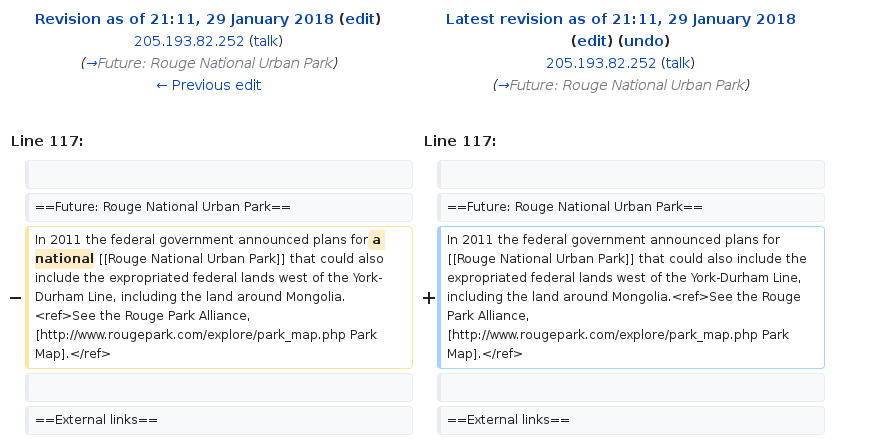 Revision as of 21:11, 29 January 2018 (edit)
205.193.82.252 (talk)
(→Future: Rouge National Urban Park)
← Previous edit
Latest revision as of 21:11, 29 January 2018
(edit) (undo)
205.193.82.252 (talk)
(→Future: Rouge National Urban Park)
Line 117:
Line 117:
==Future: Rouge National Urban Park==
==Future: Rouge National Urban Park==
−
In 2011 the federal government announced plans for a
national [[Rouge National Urban Park]] that could also
include the expropriated federal lands west of the York-
Durham Line, including the land around Mongolia.
<ref>See the Rouge Park Alliance,
[http://www.rougepark.com/explore/park_map.php Park
Map].</ref>
+
In 2011 the federal government announced plans for
[[Rouge National Urban Park]] that could also include the
expropriated federal lands west of the York-Durham Line,
including the land around Mongolia.<ref>See the Rouge
Park Alliance,
[http://www.rougepark.com/explore/park_map.php Park
Map].</ref>
==External links==
==External links==